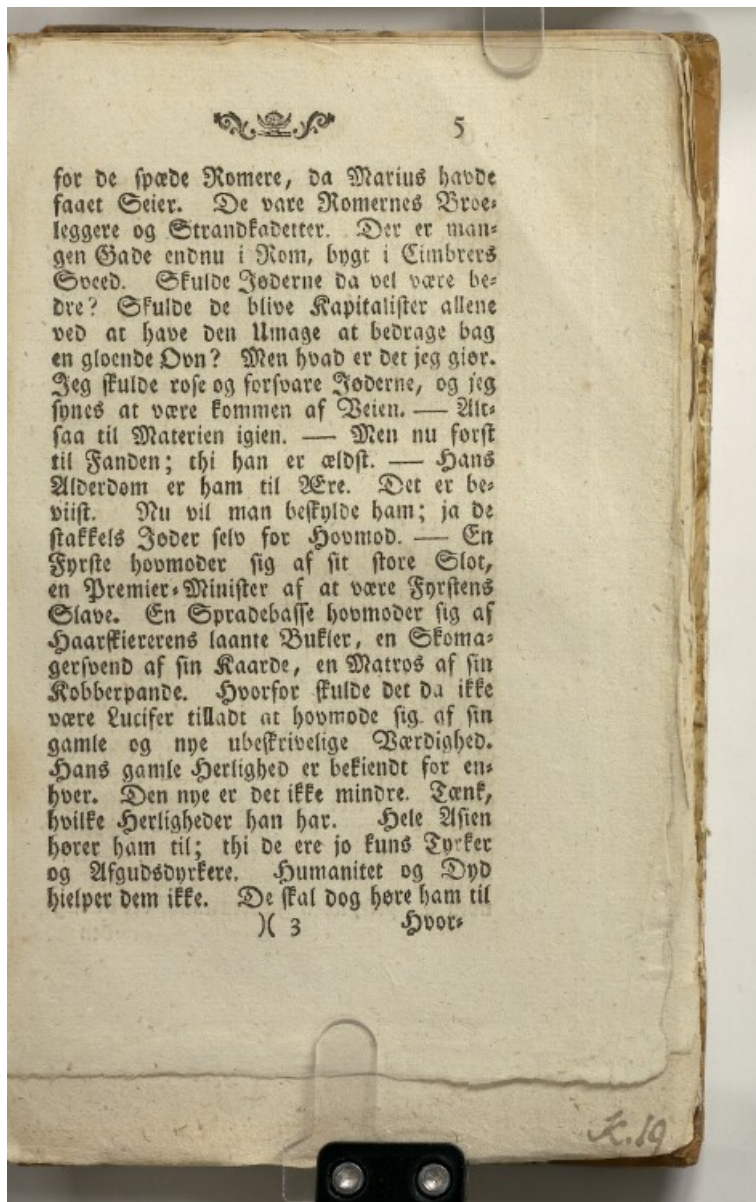 5
for de spæde Romere, da Marius havde
faaet Seier. De vare Romernes Broe-
leggere og Strandkadetter. Der er man-
gen Gade endnu i Rom, bygt i Cimbrers
Sveed. Skulde Jøderne da vel være be-
dre? Skulde de blive Kapitalister allene
ved at have den Umage at bedrage bag
en gloende Ovn? Men hvad er det jeg giør.
Jeg skulde rose og forsvare Jøderne, og jeg
synes at være kommen af Veien. — Alt-
saa til Materien igien. — Men nu først
til Fanden; thi han er ældst. — Hans
Alderdom er ham til Ære. Det er be-
viist. Nu vil man beskylde ham; ja de
stakkels Jøder selv for Hovmod. — En
Fyrste hovmoder sig af sit store Slot,
en Premier-Minister af at være Fyrstens
Slave. En Spradebasse hovmoder sig af
Haarskiererens laante Bukler, en Skoma-
gersvend af sin Kaarde, en Matros af sin
Kobberpande. Hvorfor skulde det da ikke
være Lucifer tilladt at hovmode sig af sin
gamle og nye ubeskrivelige Værdighed.
Hans gamle Herlighed er bekiendt for en-
hver. Den nye er det ikke mindre. Tænk,
hvilke Herligheder han har. Hele Asien
hører ham til; thi de ere jo kuns Tyrker
og Afgudsdyrkere. Humanitet og Dyd
hielper dem ikke. De skal dog høre ham til
)( 3 Hvor-
K. 19